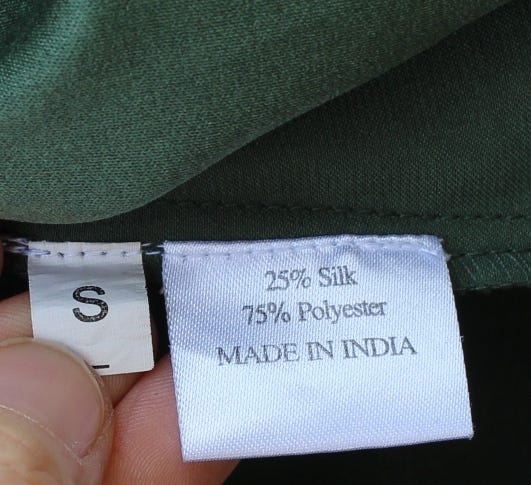 S
25% Silk
75% Polyester
MADE IN INDIA